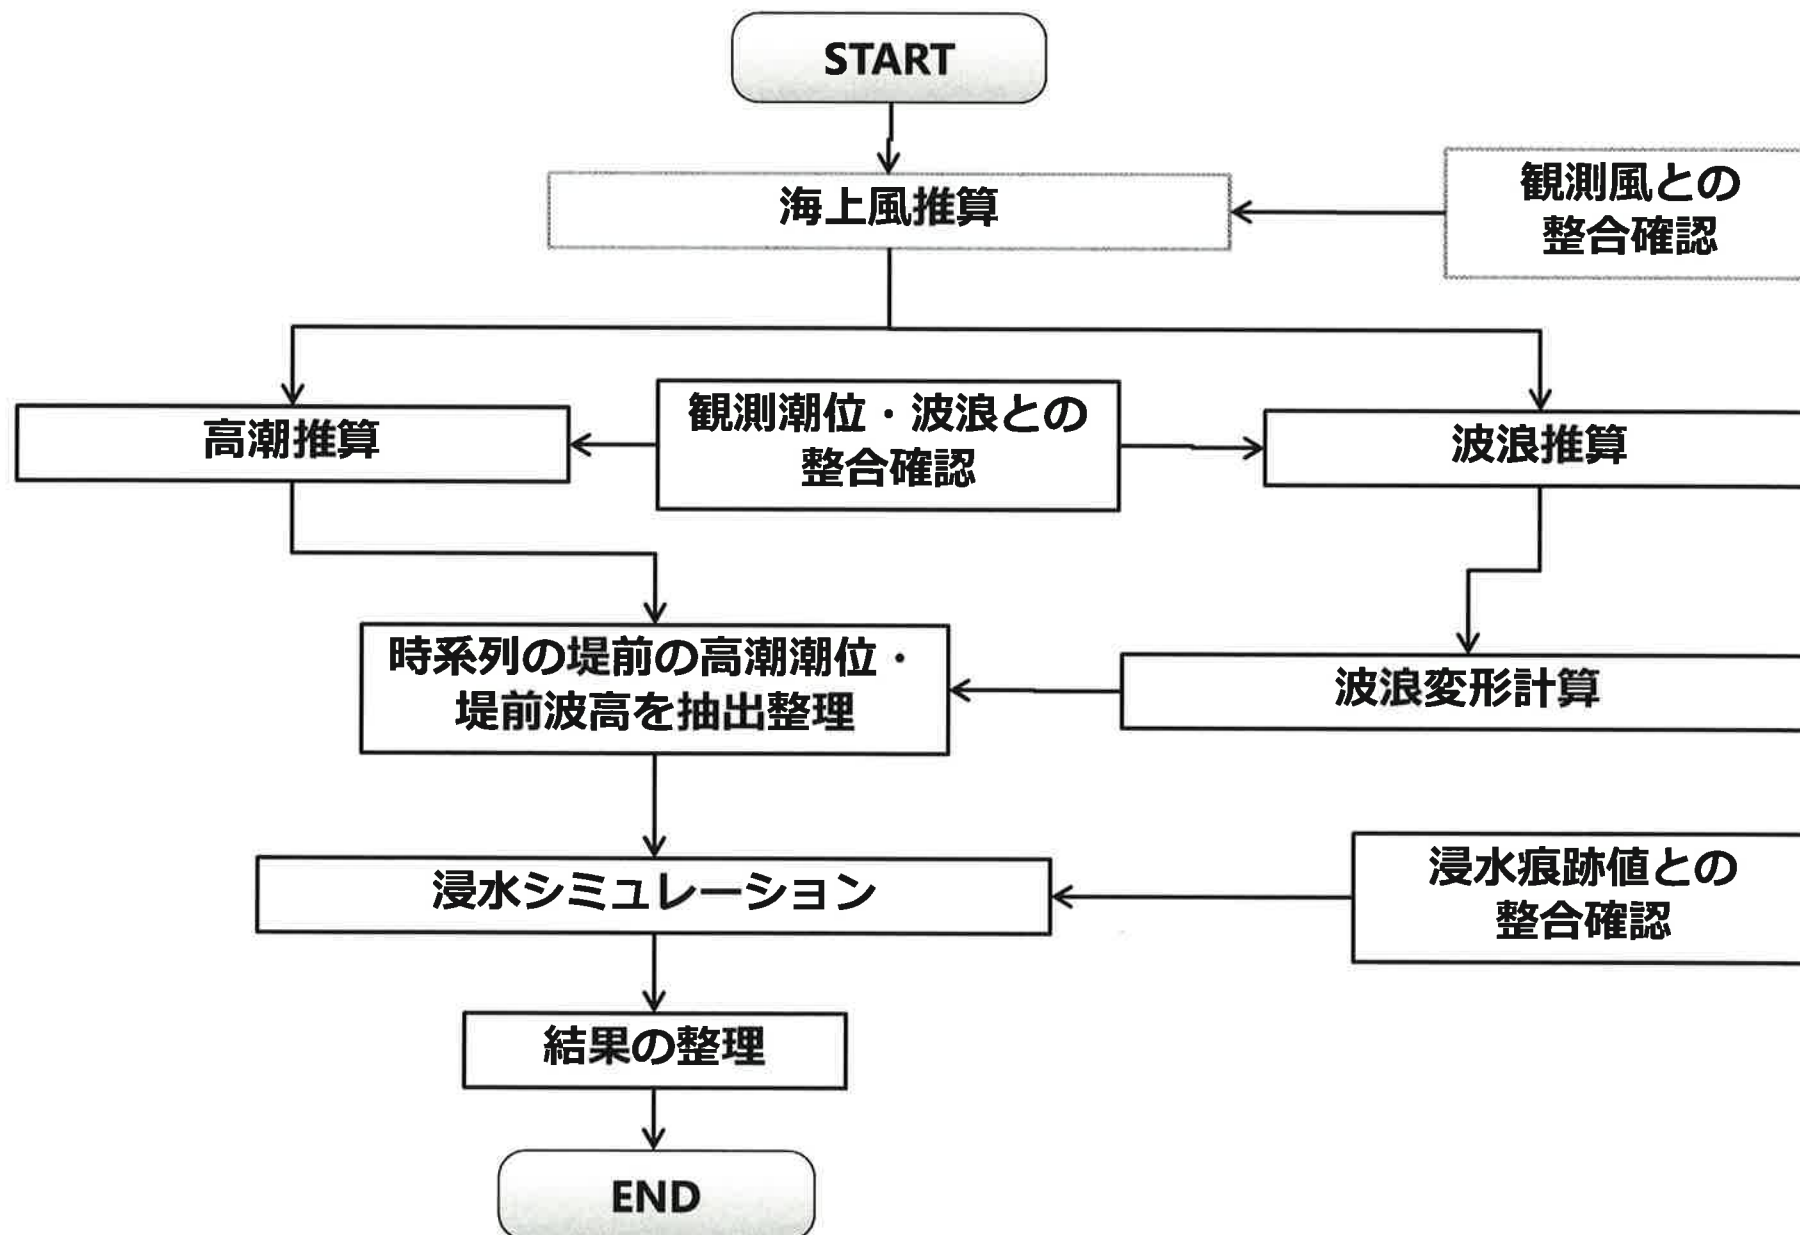 START
海上風推算
観測風との
整合確認
高潮推算
観測潮位・波浪との
整合確認
波浪推算
時系列の堤前の高潮潮位・
堤前波高を抽出整理
波浪変形計算
浸水シミュレーション
浸水痕跡値との
整合確認
結果の整理
END